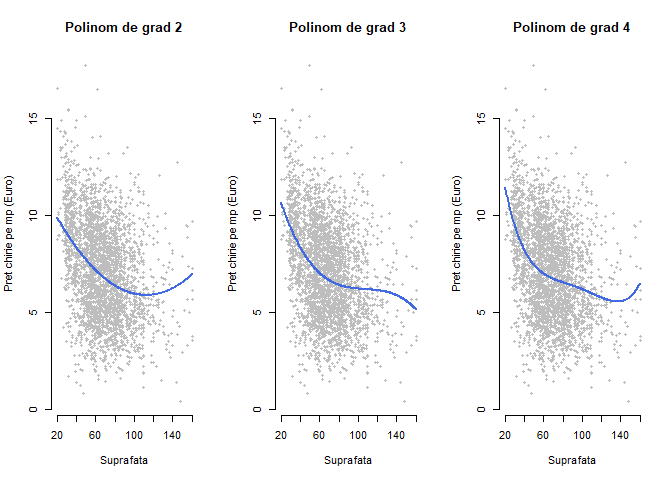 Polinom de grad 2
Pret chirie pe mp (Euro)
15
10
5
0
20 60 100 140
Suprafata
Polinom de grad 3
Pret chirie pe mp (Euro)
15
10
5
0
20 60 100 140
Suprafata
Polinom de grad 4
Pret chirie pe mp (Euro)
15
10
5
0
20 60 100 140
Suprafata